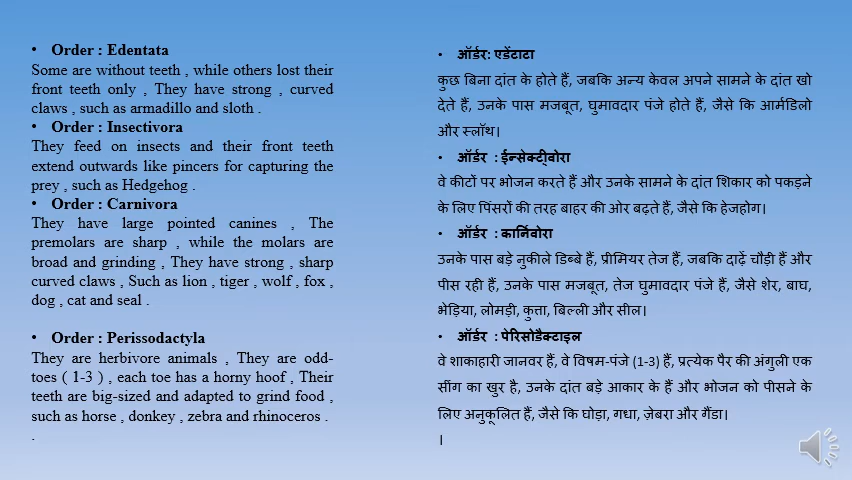 • Order : Edentata
Some are without teeth , while others lost their
front teeth only , They have strong , curved
claws , such as armadillo and sloth .
• Order : Insectivora
They feed on insects and their front teeth
extend outwards like pincers for capturing the
prey , such as Hedgehog .
• Order : Carnivora
They have large pointed canines , The
premolars are sharp , while the molars are
broad and grinding , They have strong , sharp
curved claws , Such as lion , tiger , wolf , fox ,
dog , cat and seal .
• Order : Perissodactyla
They are herbivore animals , They are odd-
toes ( 1-3 ) , each toe has a horny hoof , Their
teeth are big-sized and adapted to grind food ,
such as horse , donkey , zebra and rhinoceros .
.
• ऑर्डर: एडेंटाटा
कुछ बिना दांत के होते हैं, जबकि अन्य केवल अपने सामने के दांत खो
देते हैं, उनके पास मजबूत, घुमावदार पंजे होते हैं, जैसे कि आर्मडिलो
और स्लॉथ।
• ऑर्डर : ईन्सेक्टीवोरा
वे कीटों पर भोजन करते हैं और उनके सामने के दांत शिकार को पकड़ने
के लिए पिंसरों की तरह बाहर की ओर बढ़ते हैं, जैसे कि हेजहोग।
• ऑर्डर : कार्निवोरा
उनके पास बड़े नुकीले डिब्बे हैं, प्रीमियर तेज हैं, जबकि दाढ़ें चौड़ी हैं और
पीस रही हैं, उनके पास मजबूत, तेज घुमावदार पंजे हैं, जैसे शेर, बाघ,
भेड़िया, लोमड़ी, कुत्ता, बिल्ली और सील।
• ऑर्डर : पेरिसोडैक्टाइल
वे शाकाहारी जानवर हैं, वे विषम-पंजे (1-3) हैं, प्रत्येक पैर की अंगुली एक
सींग का खुर है, उनके दांत बड़े आकार के हैं और भोजन को पीसने के
लिए अनुकूलित हैं, जैसे कि घोड़ा, गधा, ज़ेबरा और गैंडा।
।